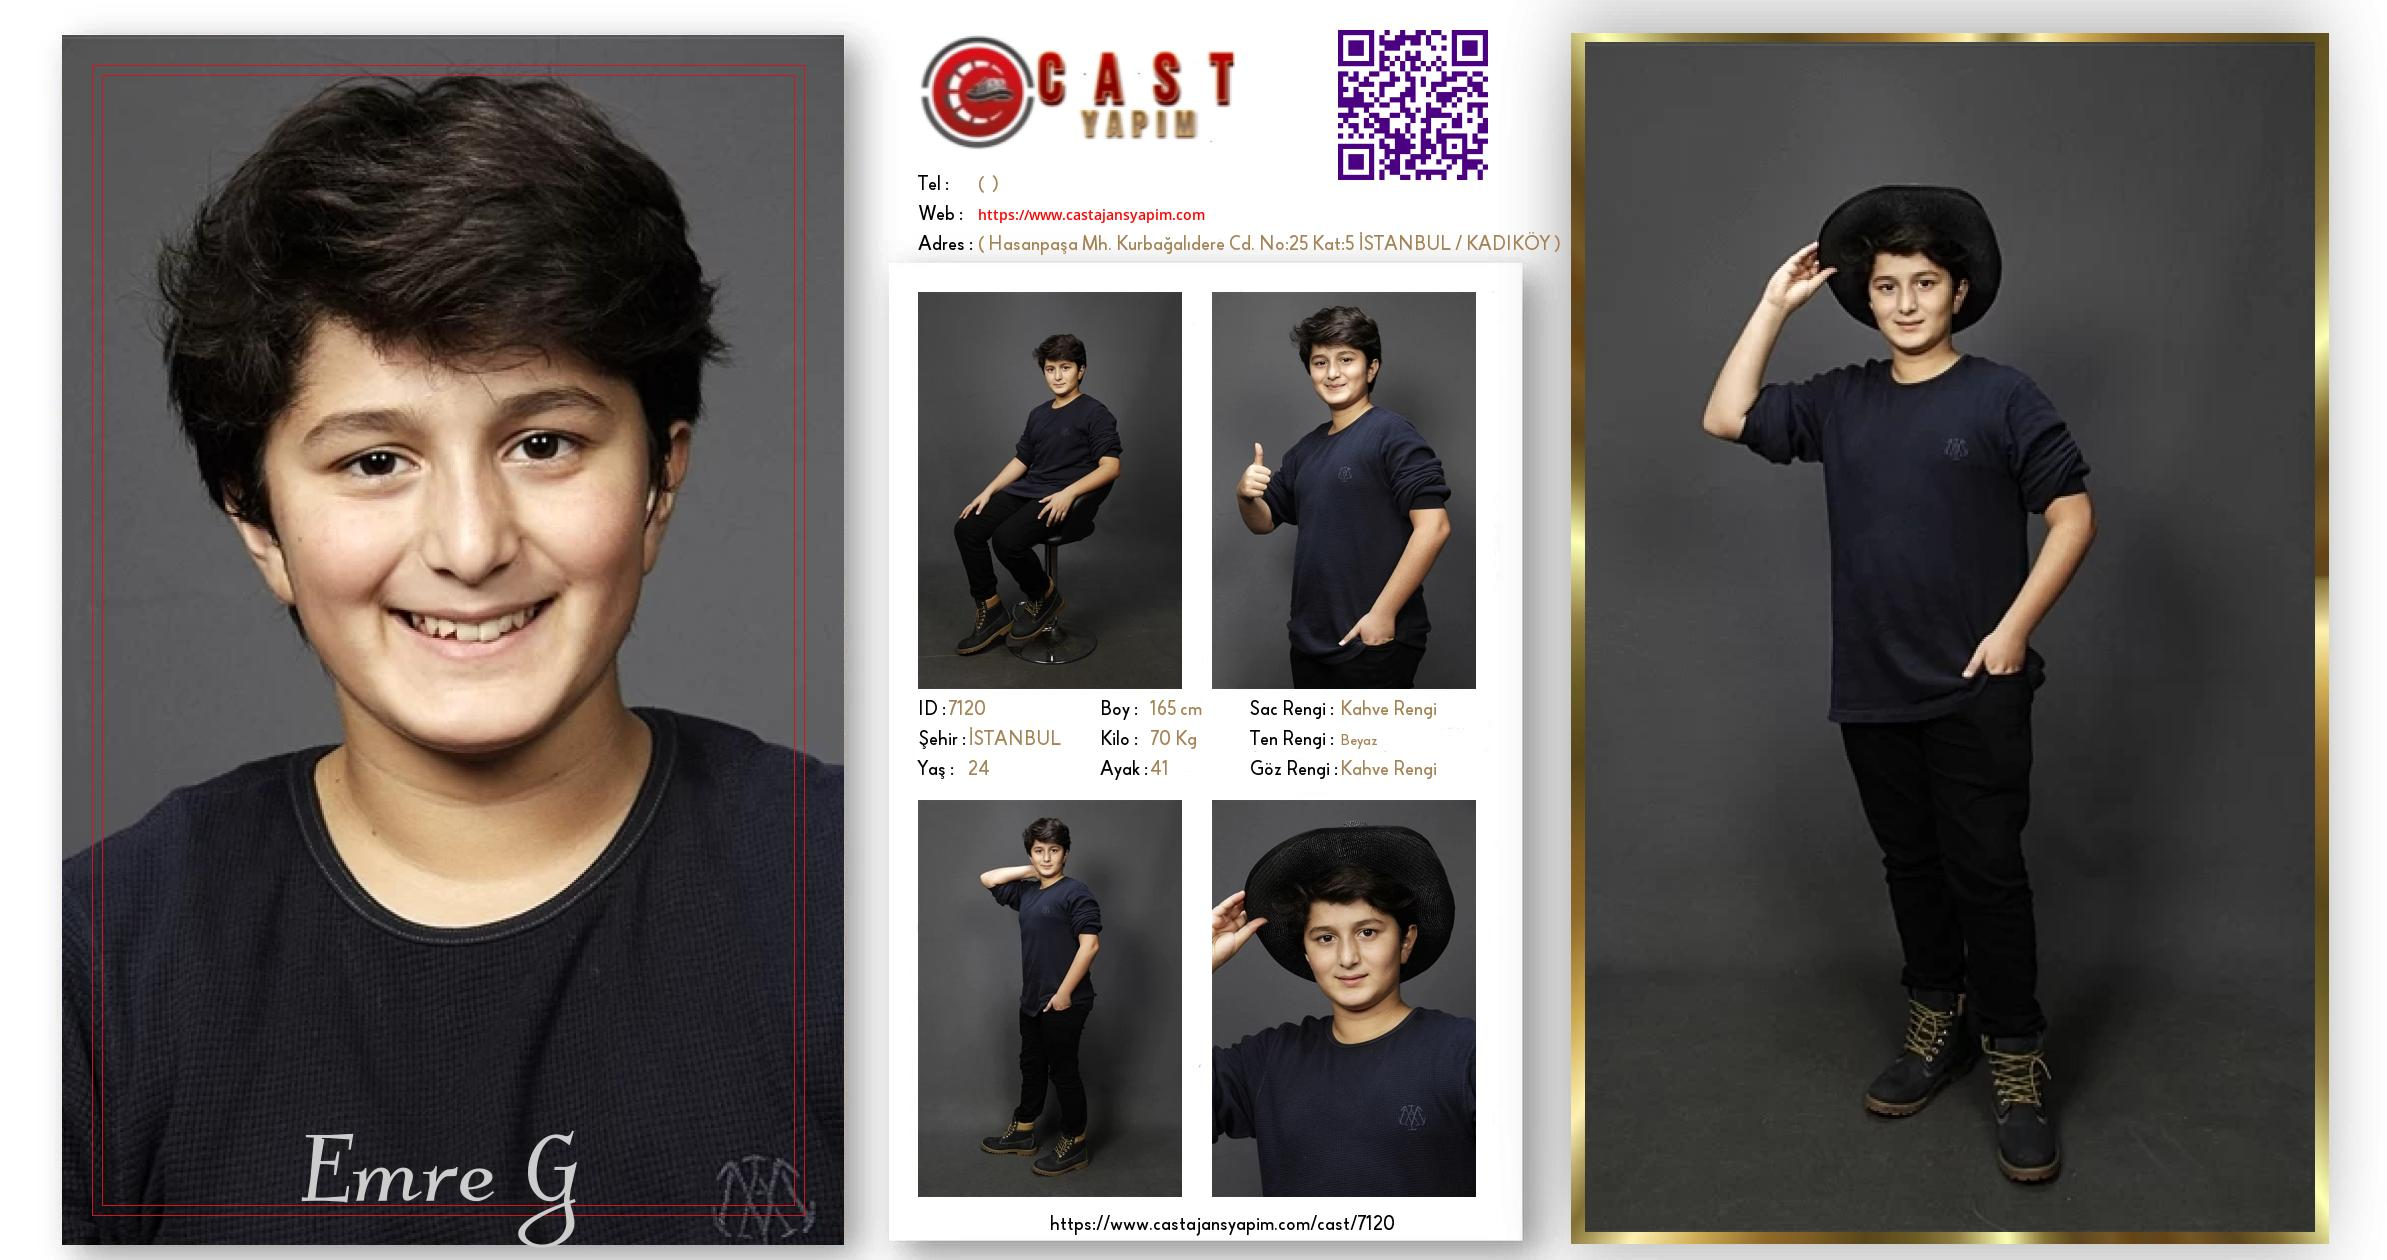 Emre G
CAST
YAPIM
Tel : ( )
Web : https://www.castajansyapim.com
Adres : ( Hasanpaşa Mh. Kurbağalıdere Cd. No:25 Kat:5 İSTANBUL / KADIKÖY )
ID : 7120 Boy : 165 cm Sac Rengi : Kahve Rengi
Şehir : İSTANBUL Kilo : 70 Kg Ten Rengi : Beyaz
Yaş : 24 Ayak : 41 Göz Rengi : Kahve Rengi
https://www.castajansyapim.com/cast/7120